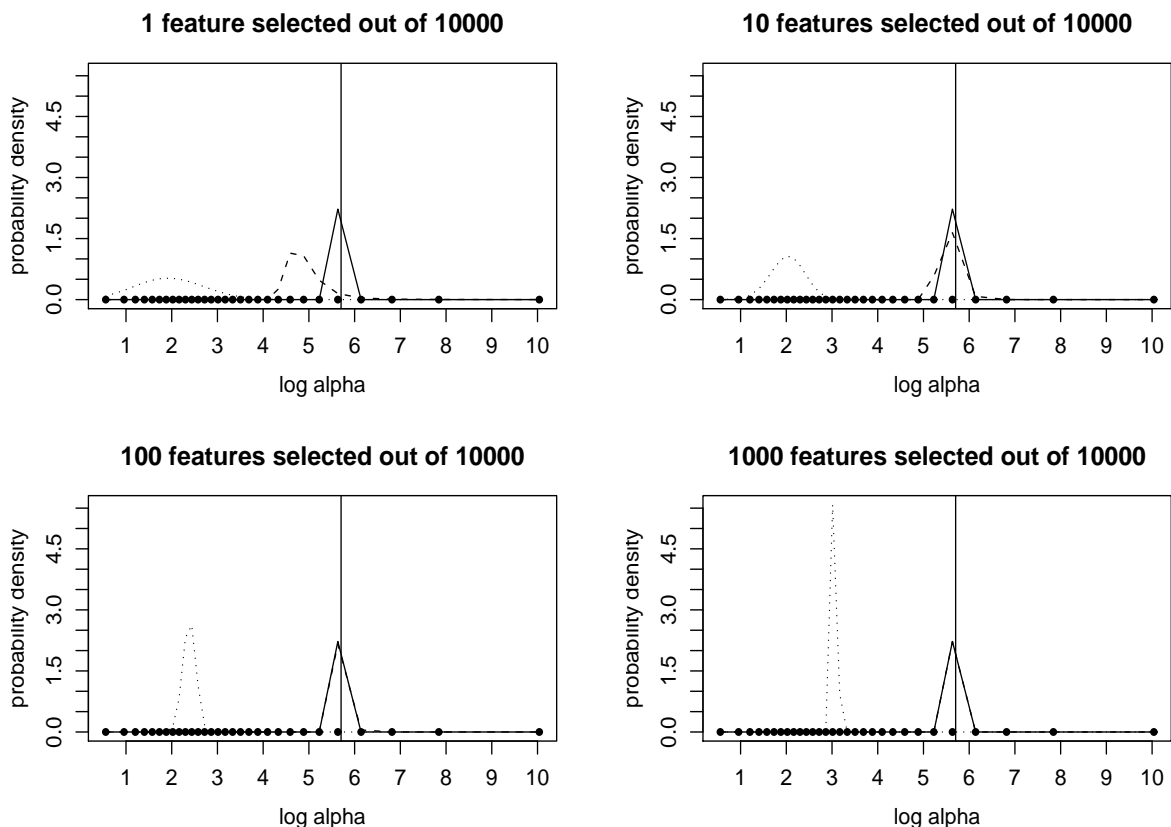 1 feature selected out of 10000
probability density
0.0 1.5 3.0 4.5
1 2 3 4 5 6 7 8 9 10
log alpha
10 features selected out of 10000
probability density
0.0 1.5 3.0 4.5
1 2 3 4 5 6 7 8 9 10
log alpha
100 features selected out of 10000
probability density
0.0 1.5 3.0 4.5
1 2 3 4 5 6 7 8 9 10
log alpha
1000 features selected out of 10000
probability density
0.0 1.5 3.0 4.5
1 2 3 4 5 6 7 8 9 10
log alpha